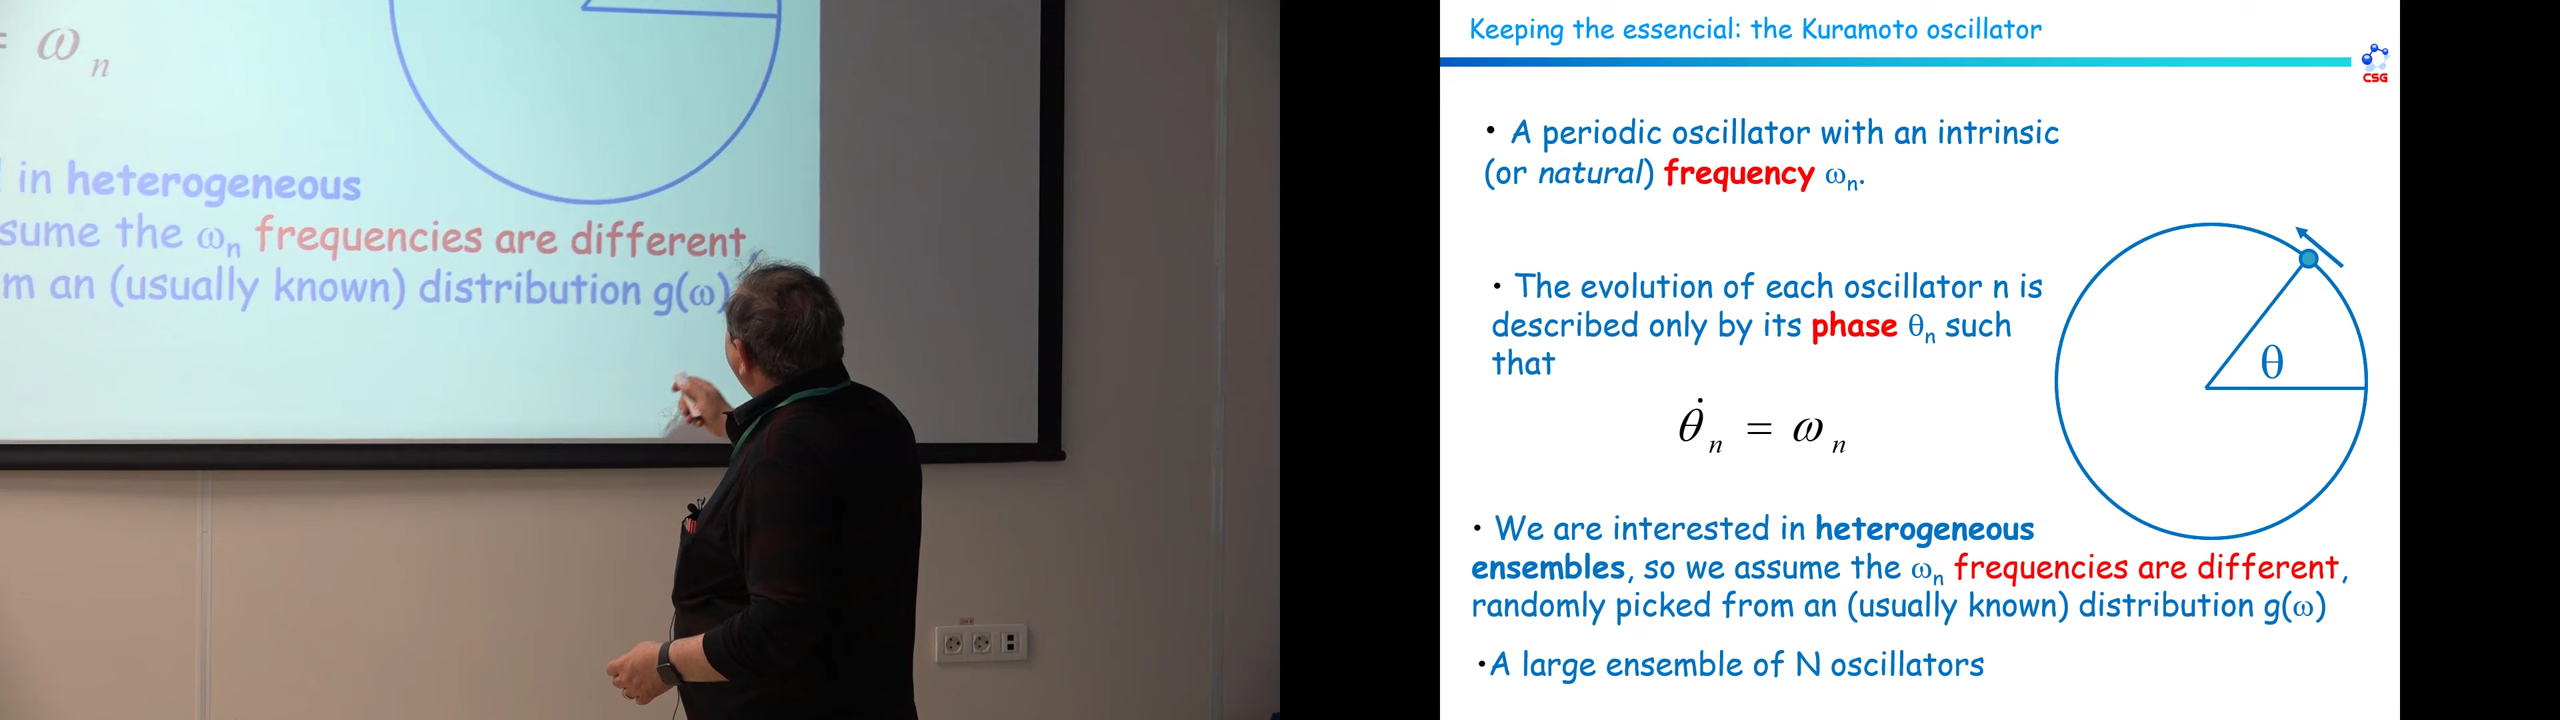 = ω n
in heterogeneous
sume the ωn frequencies are different,
m an (usually known) distribution g(ω)
Keeping the essencial: the Kuramoto oscillator
CSG
• A periodic oscillator with an intrinsic
(or natural) frequency ωn.
• The evolution of each oscillator n is
described only by its phase θn such
that
θ
θ̇n = ωn
• We are interested in heterogeneous
ensembles, so we assume the ωn frequencies are different,
randomly picked from an (usually known) distribution g(ω)
•A large ensemble of N oscillators